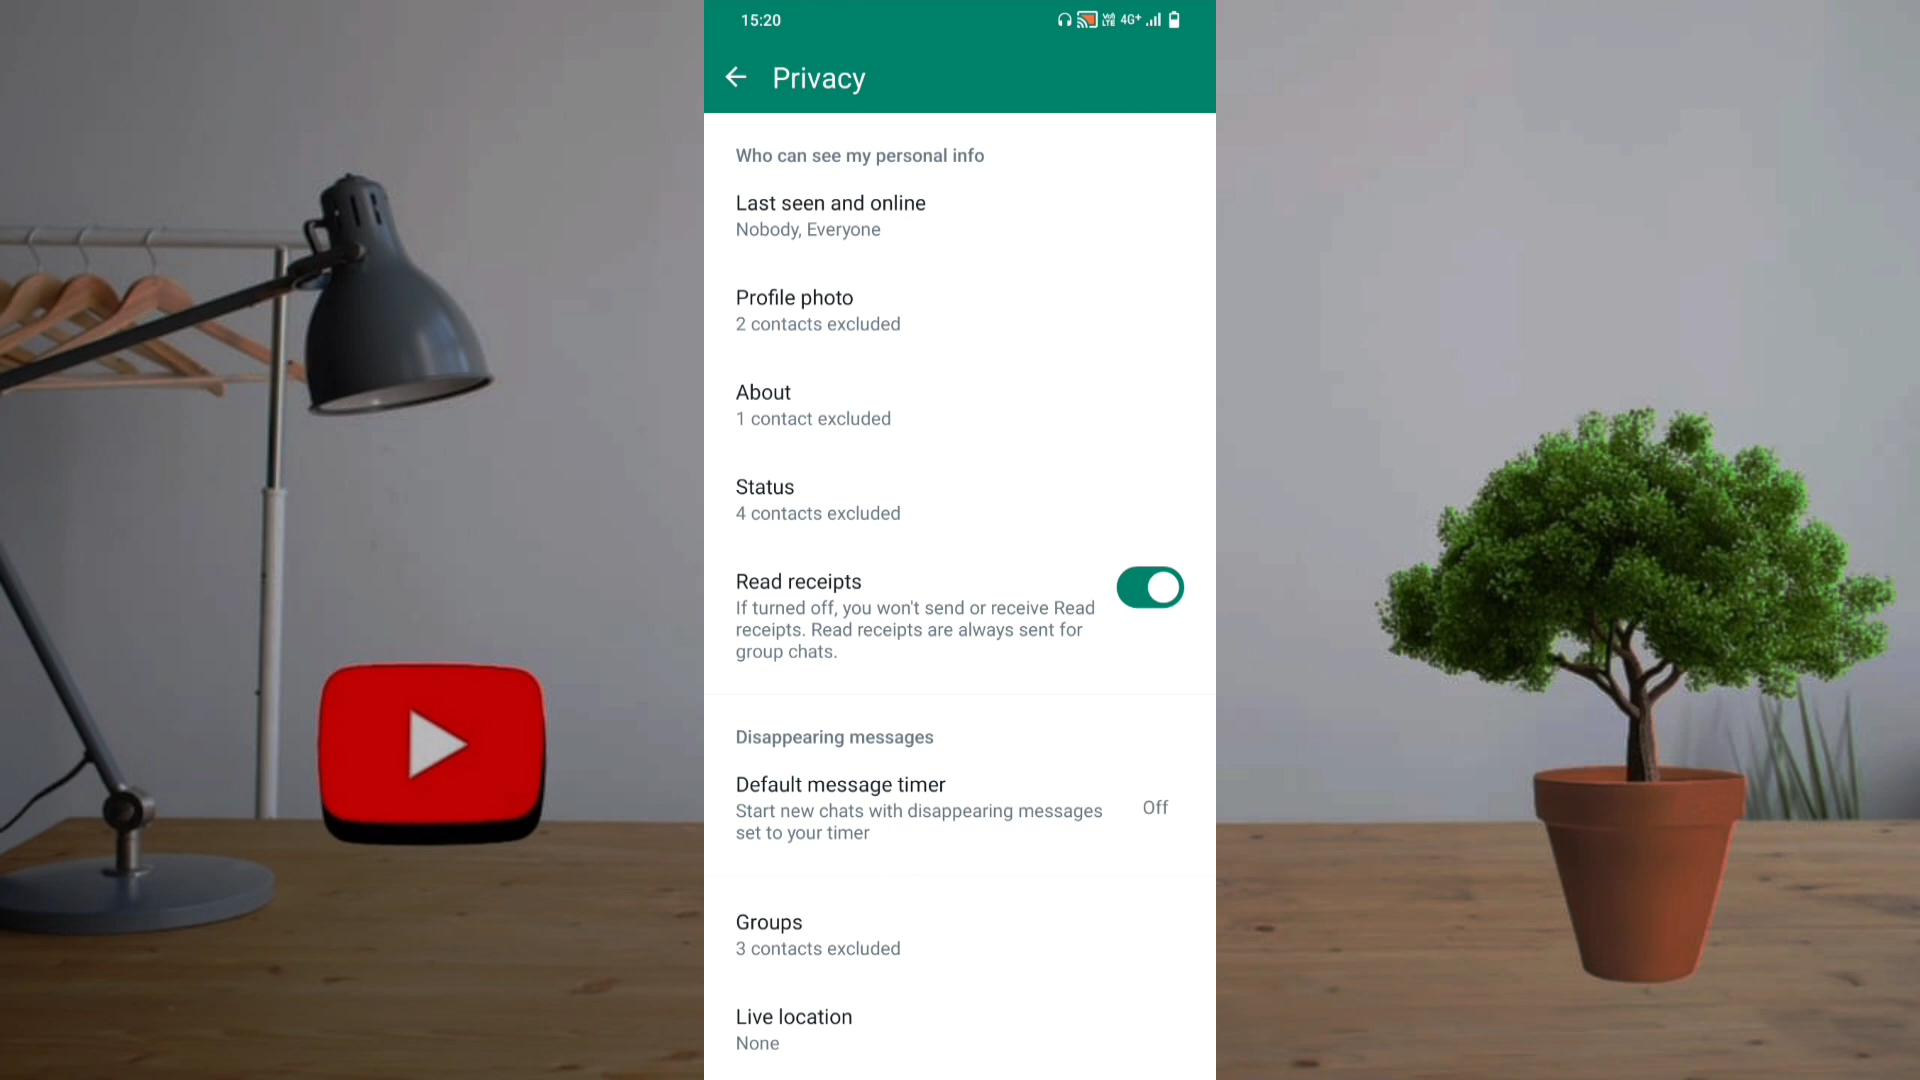 15:20
4G+
Privacy
Who can see my personal info
Last seen and online
Nobody, Everyone
Profile photo
2 contacts excluded
About
1 contact excluded
Status
4 contacts excluded
Read receipts
If turned off, you won't send or receive Read
receipts. Read receipts are always sent for
group chats.
Disappearing messages
Default message timer
Start new chats with disappearing messages
set to your timer
Off
Groups
3 contacts excluded
Live location
None